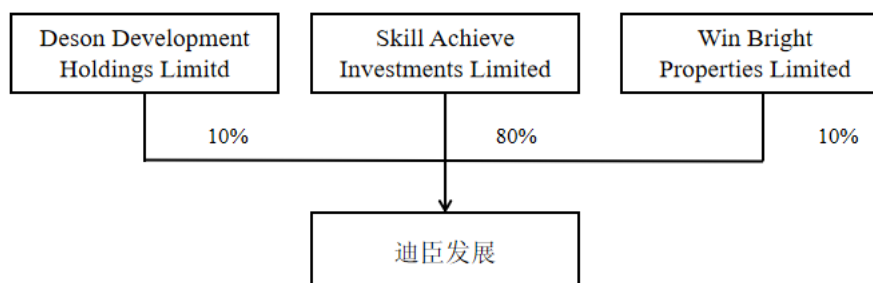 Deson Development
Holdings Limitd
Skill Achieve
Investments Limited
Win Bright
Properties Limited
10%
80%
10%
迪臣发展